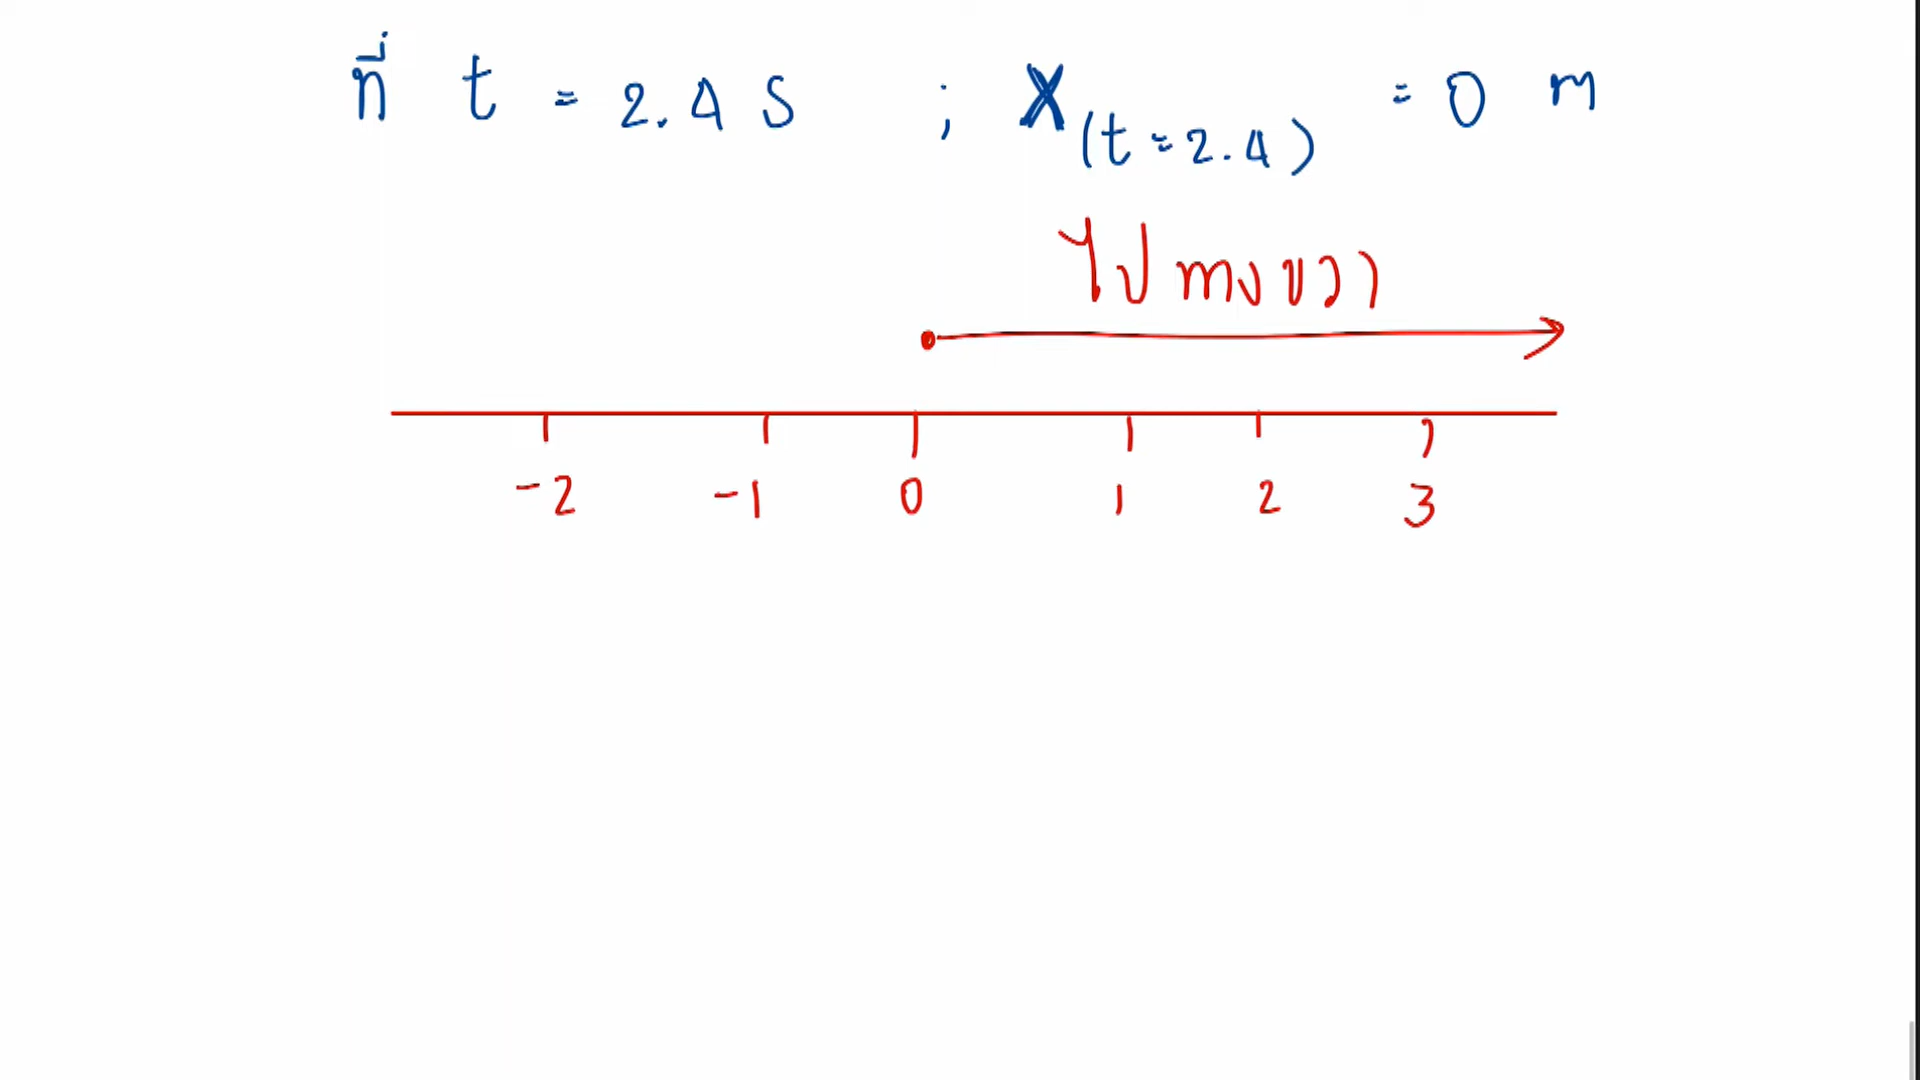 ที่ t = 2.4 s ; X(t=2.4) = 0 m
ไปทางขวา
-2 -1 0 1 2 3